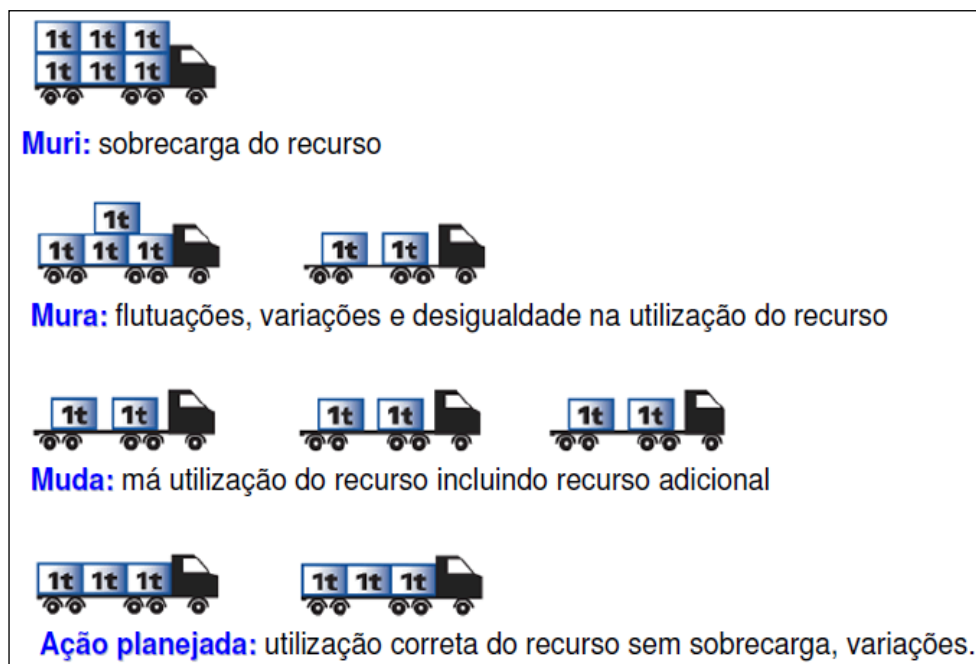 1t 1t 1t
1t 1t 1t
Muri: sobrecarga do recurso
1t
1t 1t 1t 1t 1t
Mura: flutuações, variações e desigualdade na utilização do recurso
1t 1t 1t 1t 1t 1t
Muda: má utilização do recurso incluindo recurso adicional
1t 1t 1t 1t 1t 1t
Ação planejada: utilização correta do recurso sem sobrecarga, variações.